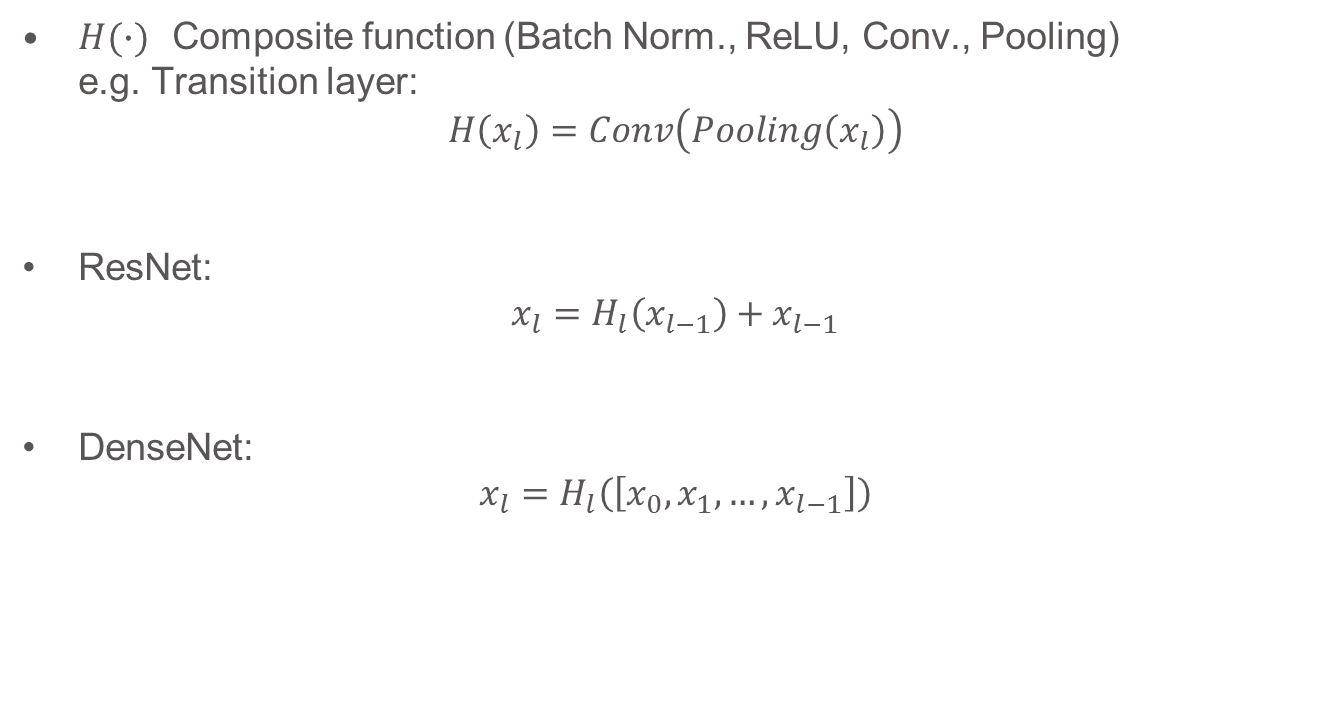 • H(·) Composite function (Batch Norm., ReLU, Conv., Pooling)
e.g. Transition layer:
H(x_l) = Conv(Pooling(x_l))
• ResNet:
x_l = H_l(x_{l−1}) + x_{l−1}
• DenseNet:
x_l = H_l([x_0, x_1, …, x_{l−1}])